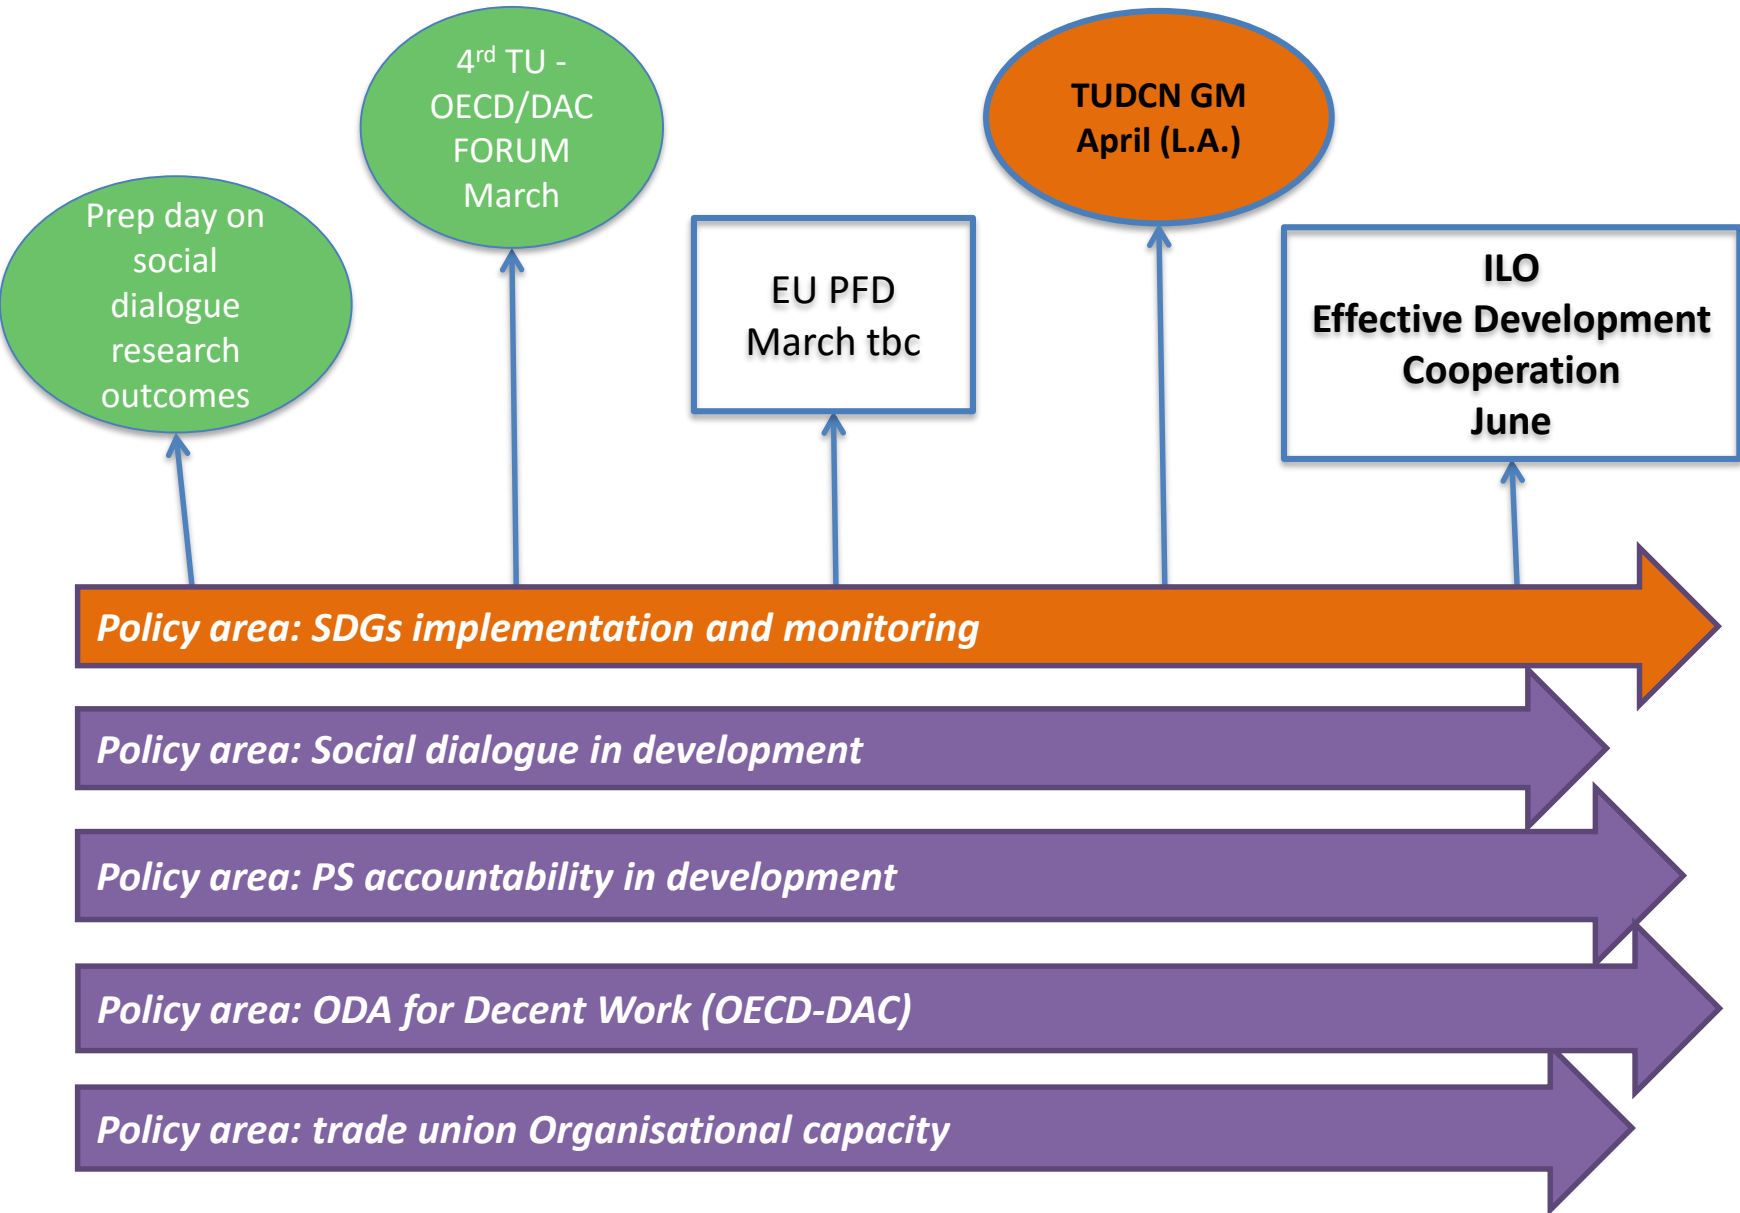 Prep day on
social
dialogue
research
outcomes
4rd TU -
OECD/DAC
FORUM
March
EU PFD
March tbc
TUDCN GM
April (L.A.)
ILO
Effective Development
Cooperation
June
Policy area: SDGs implementation and monitoring
Policy area: Social dialogue in development
Policy area: PS accountability in development
Policy area: ODA for Decent Work (OECD-DAC)
Policy area: trade union Organisational capacity